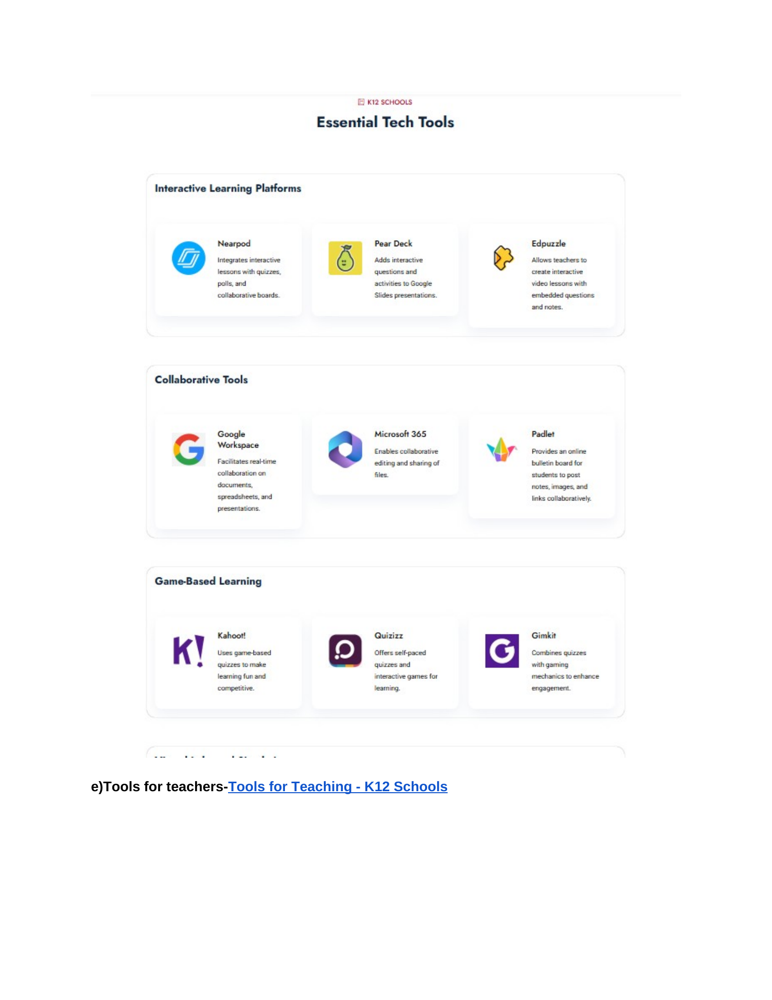 K12 SCHOOLS
Essential Tech Tools
Interactive Learning Platforms
Nearpod
Integrates interactive
lessons with quizzes,
polls, and
collaborative boards.
Pear Deck
Adds interactive
questions and
activities to Google
Slides presentations.
Edpuzzle
Allows teachers to
create interactive
video lessons with
embedded questions
and notes.
Collaborative Tools
Google
Workspace
Facilitates real-time
collaboration on
documents,
spreadsheets, and
presentations.
Microsoft 365
Enables collaborative
editing and sharing of
files.
Padlet
Provides an online
bulletin board for
students to post
notes, images, and
links collaboratively.
Game-Based Learning
K!
Kahoot!
Uses game-based
quizzes to make
learning fun and
competitive.
Quizizz
Offers self-paced
quizzes and
interactive games for
learning.
G
Gimkit
Combines quizzes
with gaming
mechanics to enhance
engagement.
e)Tools for teachers-Tools for Teaching - K12 Schools